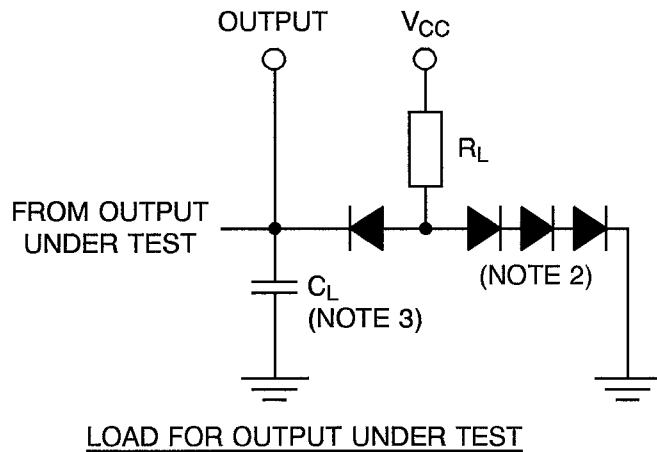 OUTPUT
VCC
RL
FROM OUTPUT
UNDER TEST
(NOTE 2)
CL
(NOTE 3)
LOAD FOR OUTPUT UNDER TEST